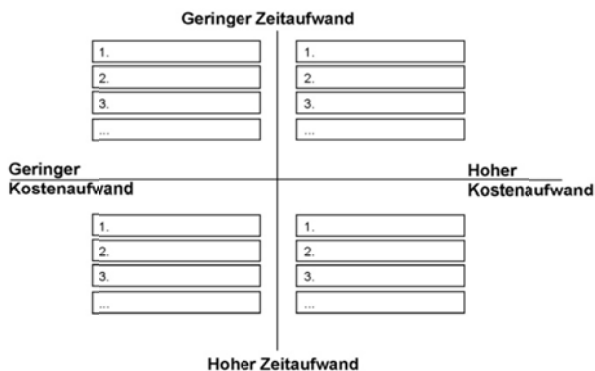 Geringer Zeitaufwand
1.
2.
3.
...
1.
2.
3.
...
Geringer
Kostenaufwand
Hoher
Kostenaufwand
1.
2.
3.
...
1.
2.
3.
...
Hoher Zeitaufwand